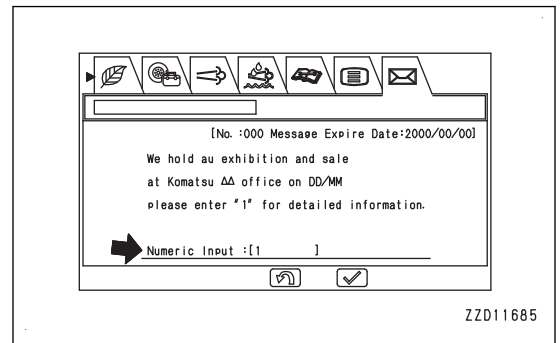 [No. :000 Message Expire Date:2000/00/00]
We hold au exhibition and sale
at Komatsu ΔΔ office on DD/MM
please enter "1" for detailed information.
Numeric Input :[1 ]
ZZD11685